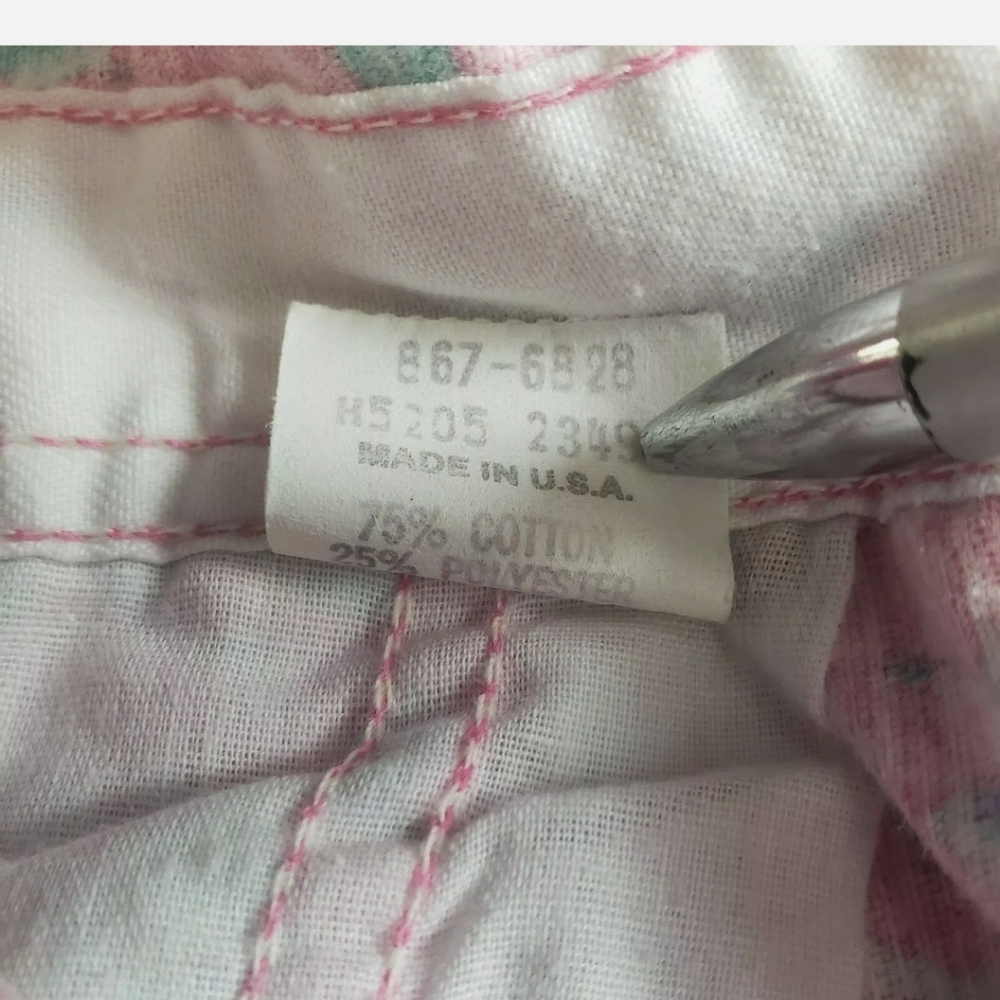 867-6828
H5205 2349
MADE IN U.S.A.
75% COTTON
25% POLYESTER